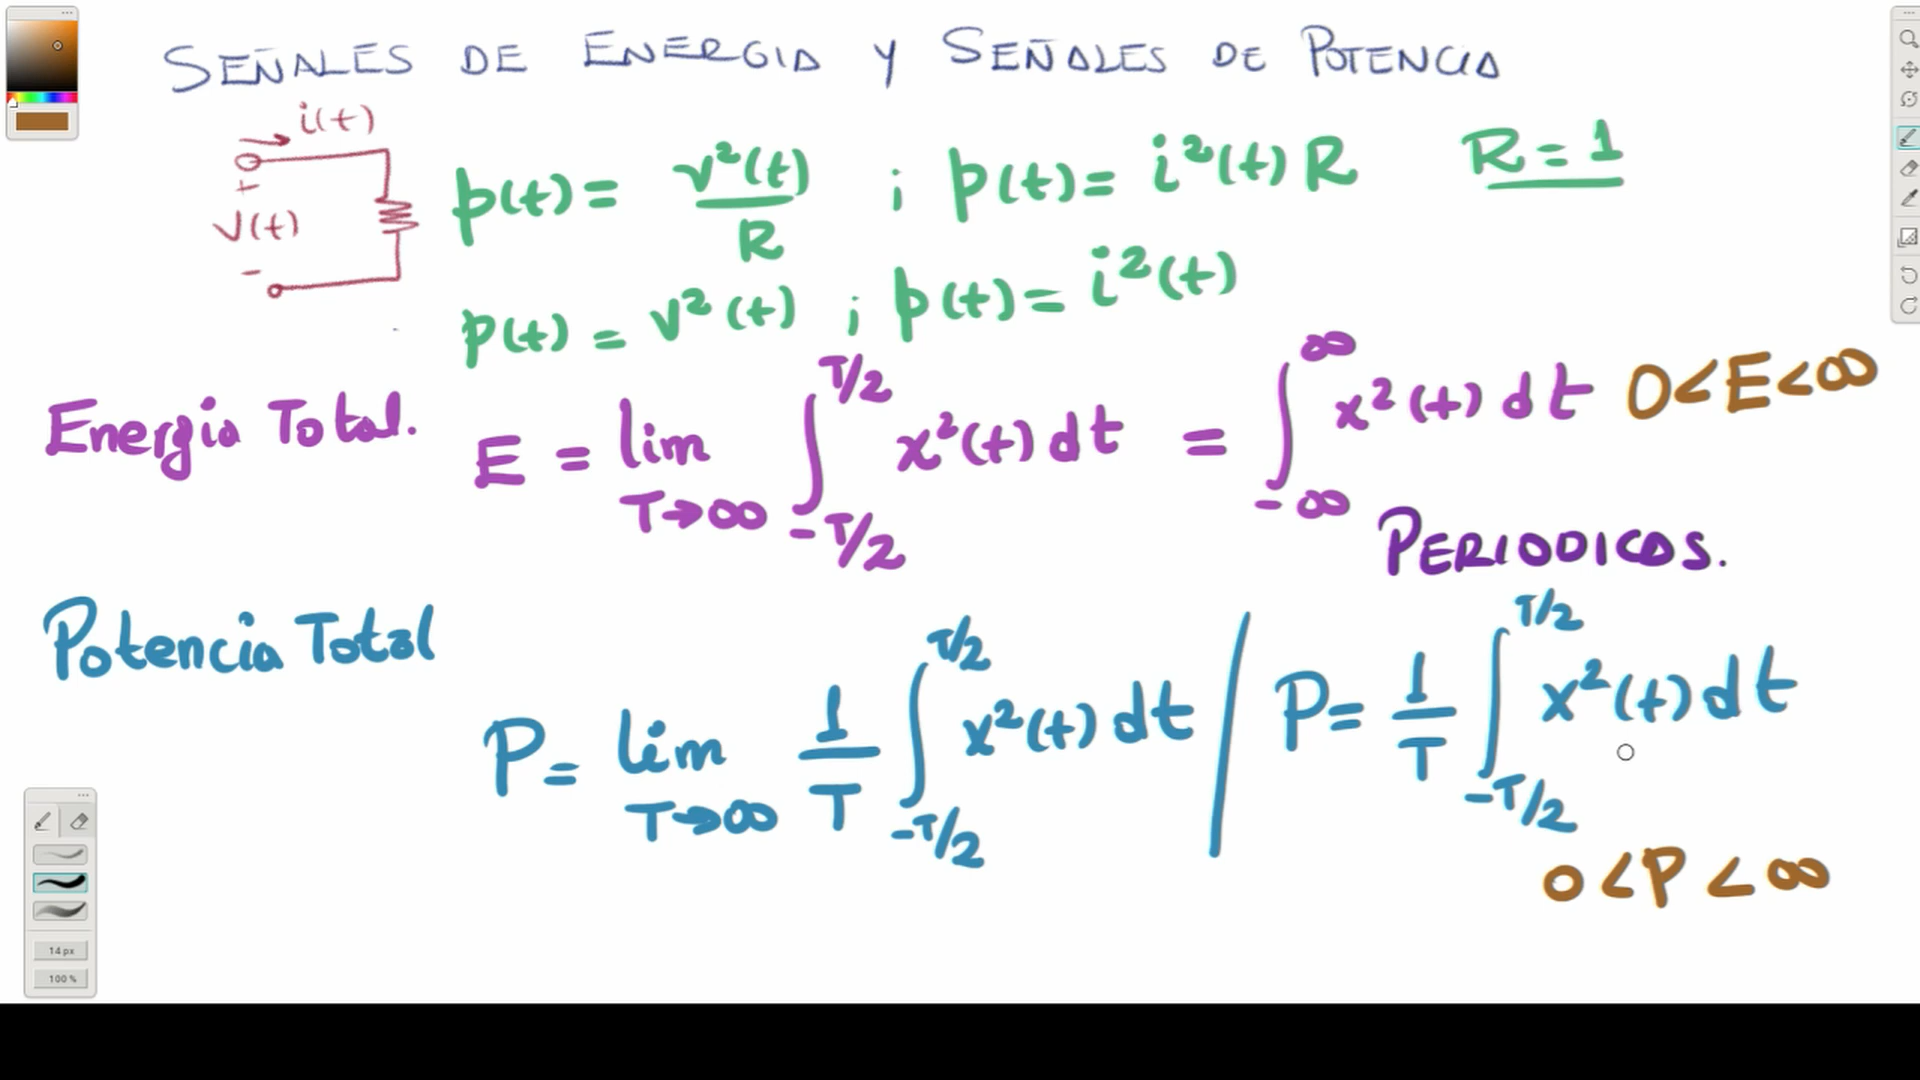 SEÑALES DE ENERGIA Y SEÑALES DE POTENCIA
i(t)
+
V(t)
-
p(t) = v²(t)/R ; p(t) = i²(t) R R = 1
p(t) = v²(t) ; p(t) = i²(t)
Energia Total. E = lim T→∞ ∫ -T/2 T/2 x²(t) dt = ∫ -∞ ∞ x²(t) dt 0 < E < ∞
PERIODICAS.
Potencia Total
P = lim T→∞ 1/T ∫ -T/2 T/2 x²(t) dt / P = 1/T ∫ -T/2 T/2 x²(t) dt
0 < P < ∞
14 px
100 %